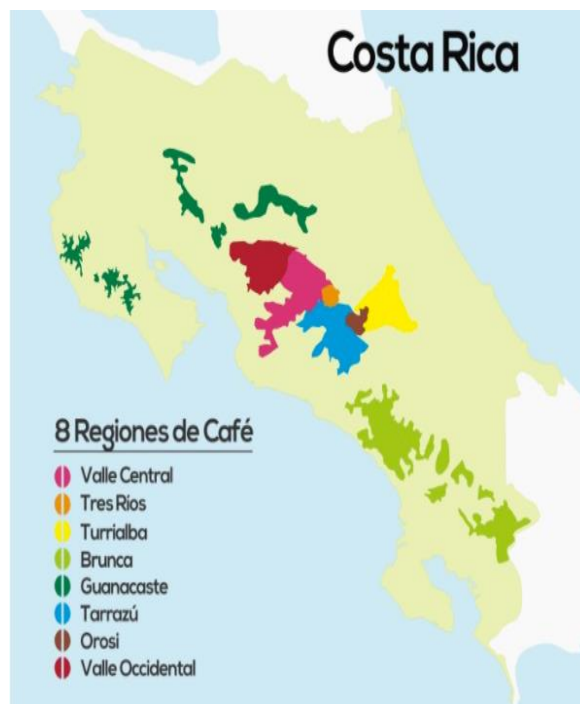 Costa Rica
8 Regiones de Café
Valle Central
Tres Ríos
Turrialba
Brunca
Guanacaste
Tarrazú
Orosi
Valle Occidental